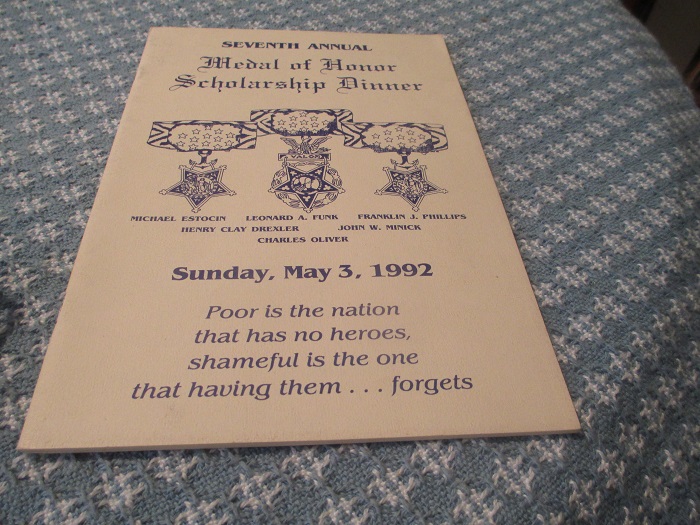 SEVENTH ANNUAL
Medal of Honor
Scholarship Dinner
VALOR
MICHAEL ESTOCIN LEONARD A. FUNK FRANKLIN J. PHILLIPS
HENRY CLAY DREXLER JOHN W. MINICK
CHARLES OLIVER
Sunday, May 3, 1992
Poor is the nation
that has no heroes,
shameful is the one
that having them . . . forgets